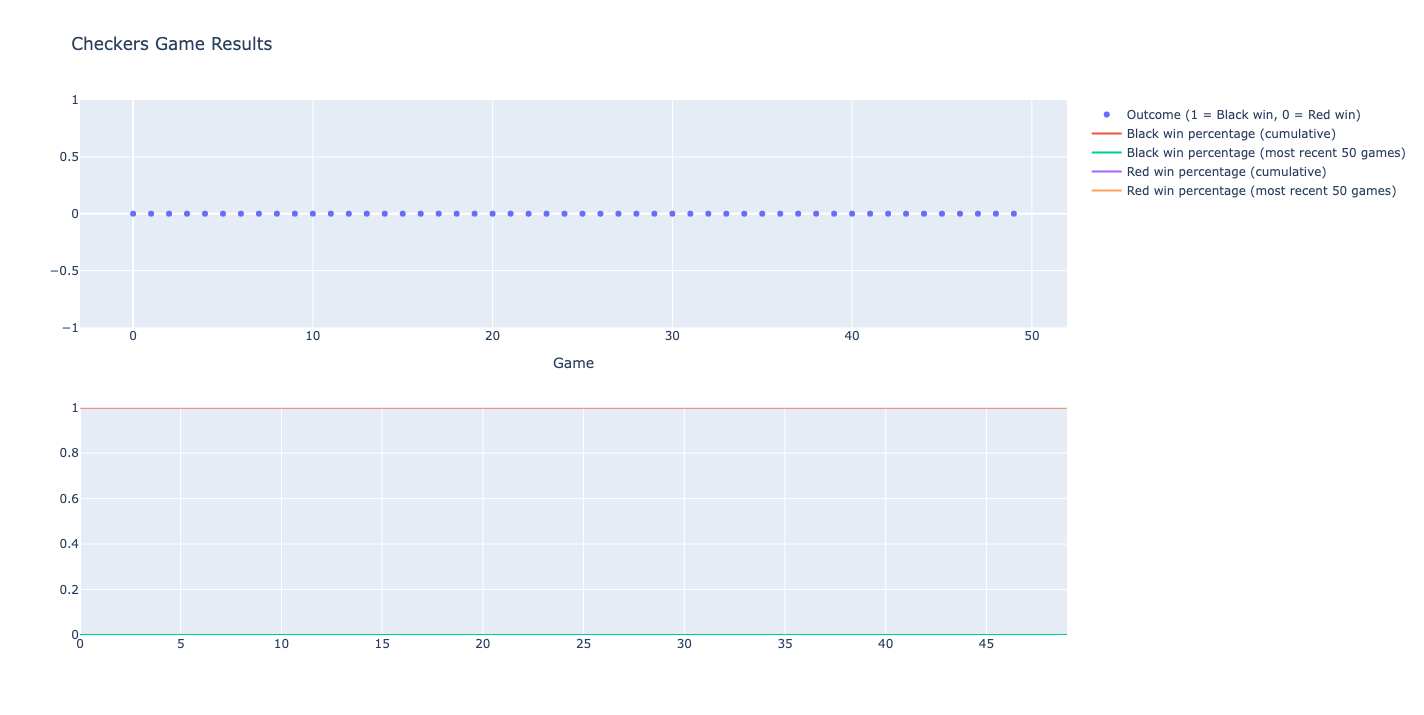 Checkers Game Results
1
0.5
0
−0.5
−1
0 10 20 30 40 50
Game
Outcome (1 = Black win, 0 = Red win)
Black win percentage (cumulative)
Black win percentage (most recent 50 games)
Red win percentage (cumulative)
Red win percentage (most recent 50 games)
1
0.8
0.6
0.4
0.2
0
0 5 10 15 20 25 30 35 40 45